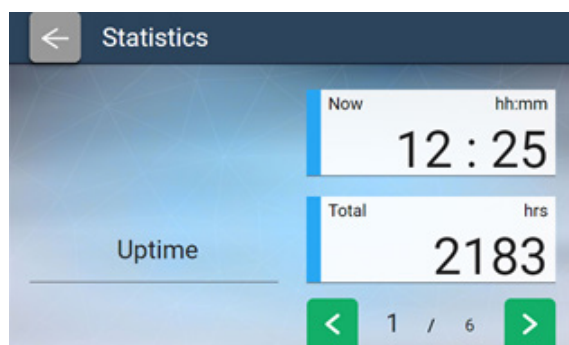 Statistics
Now hh:mm
12 : 25
Total hrs
Uptime 2183
1 / 6